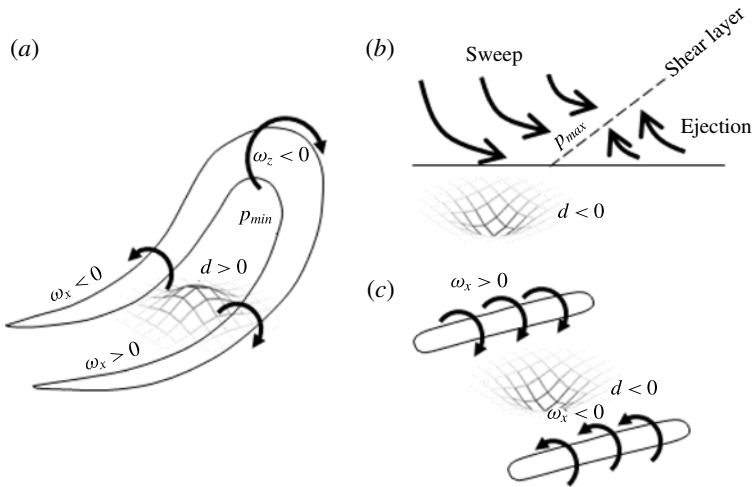 (a)
ω_z < 0
p_min
d > 0
ω_x < 0
ω_x > 0
(b)
Sweep
Shear layer
p_max
Ejection
d < 0
(c)
ω_x > 0
d < 0
ω_x < 0